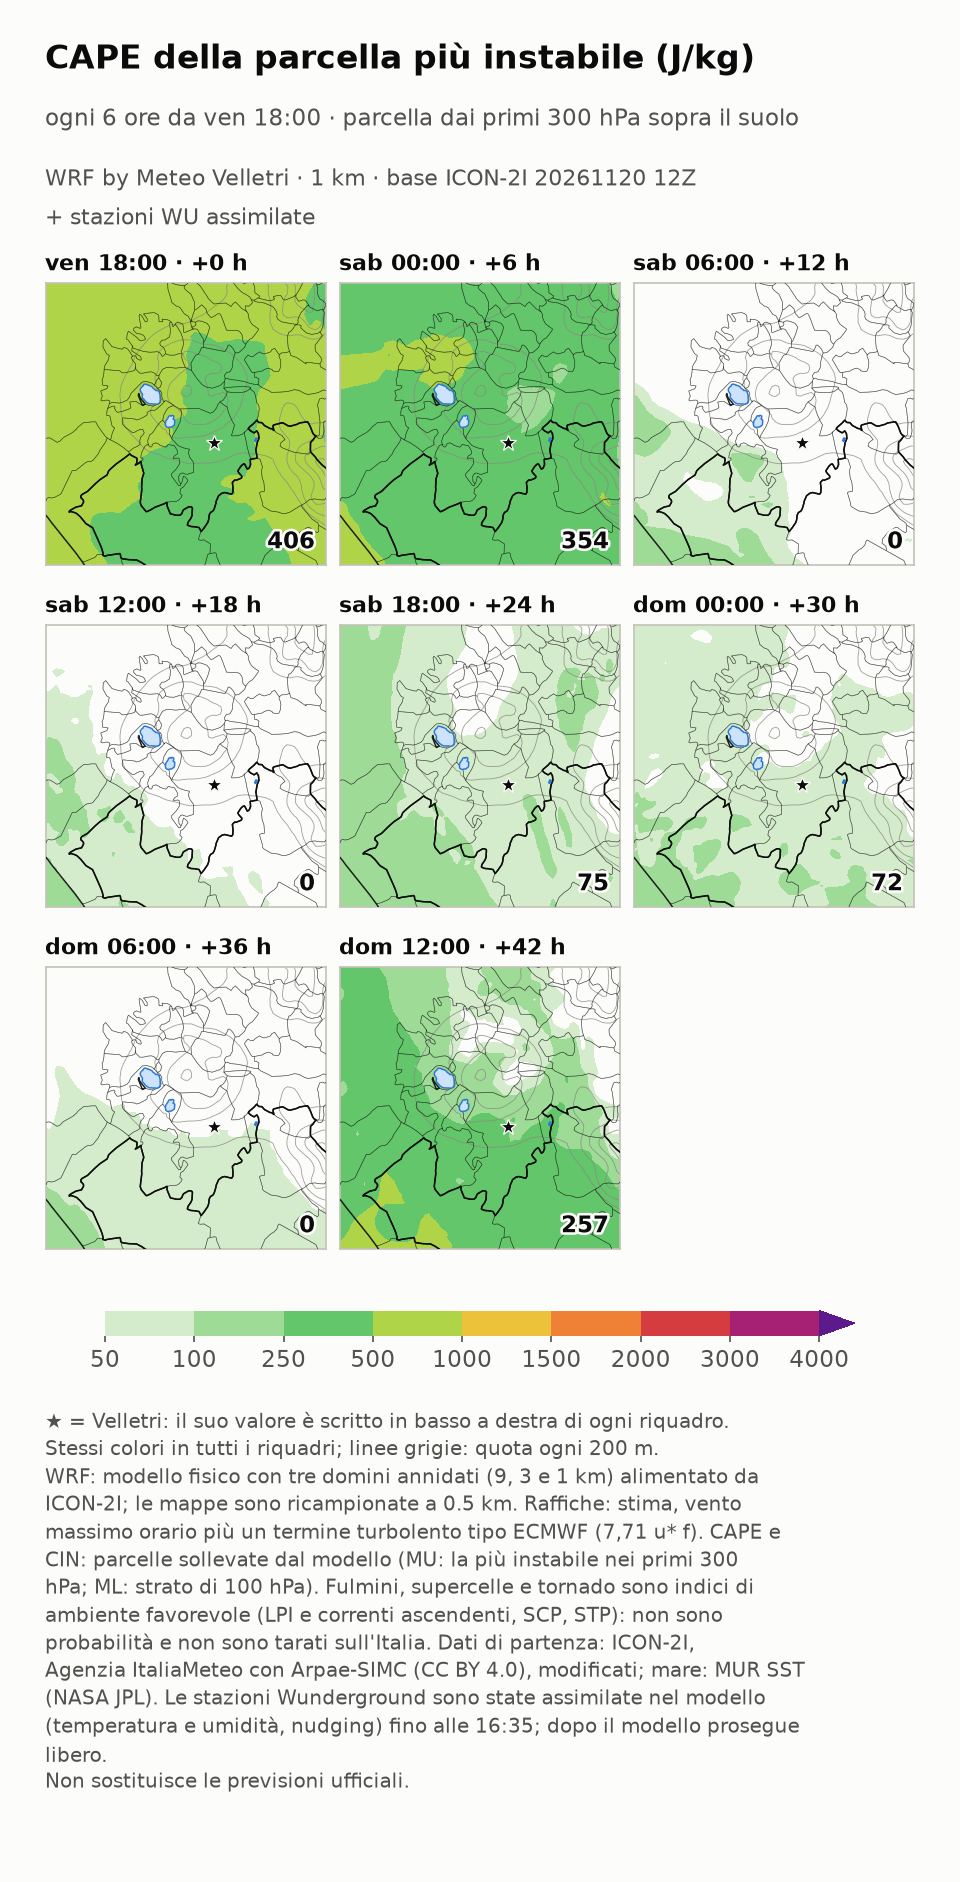 CAPE della parcella più instabile (J/kg)
ogni 6 ore da ven 18:00 · parcella dai primi 300 hPa sopra il suolo
WRF by Meteo Velletri · 1 km · base ICON-2I 20261120 12Z
+ stazioni WU assimilate
ven 18:00 · +0 h
406
sab 00:00 · +6 h
354
sab 06:00 · +12 h
0
sab 12:00 · +18 h
0
sab 18:00 · +24 h
75
dom 00:00 · +30 h
72
dom 06:00 · +36 h
0
dom 12:00 · +42 h
257
50 100 250 500 1000 1500 2000 3000 4000
★ = Velletri: il suo valore è scritto in basso a destra di ogni riquadro.
Stessi colori in tutti i riquadri; linee grigie: quota ogni 200 m.
WRF: modello fisico con tre domini annidati (9, 3 e 1 km) alimentato da
ICON-2I; le mappe sono ricampionate a 0.5 km. Raffiche: stima, vento
massimo orario più un termine turbolento tipo ECMWF (7,71 u* f). CAPE e
CIN: parcelle sollevate dal modello (MU: la più instabile nei primi 300
hPa; ML: strato di 100 hPa). Fulmini, supercelle e tornado sono indici di
ambiente favorevole (LPI e correnti ascendenti, SCP, STP): non sono
probabilità e non sono tarati sull'Italia. Dati di partenza: ICON-2I,
Agenzia ItaliaMeteo con Arpae-SIMC (CC BY 4.0), modificati; mare: MUR SST
(NASA JPL). Le stazioni Wunderground sono state assimilate nel modello
(temperatura e umidità, nudging) fino alle 16:35; dopo il modello prosegue
libero.
Non sostituisce le previsioni ufficiali.